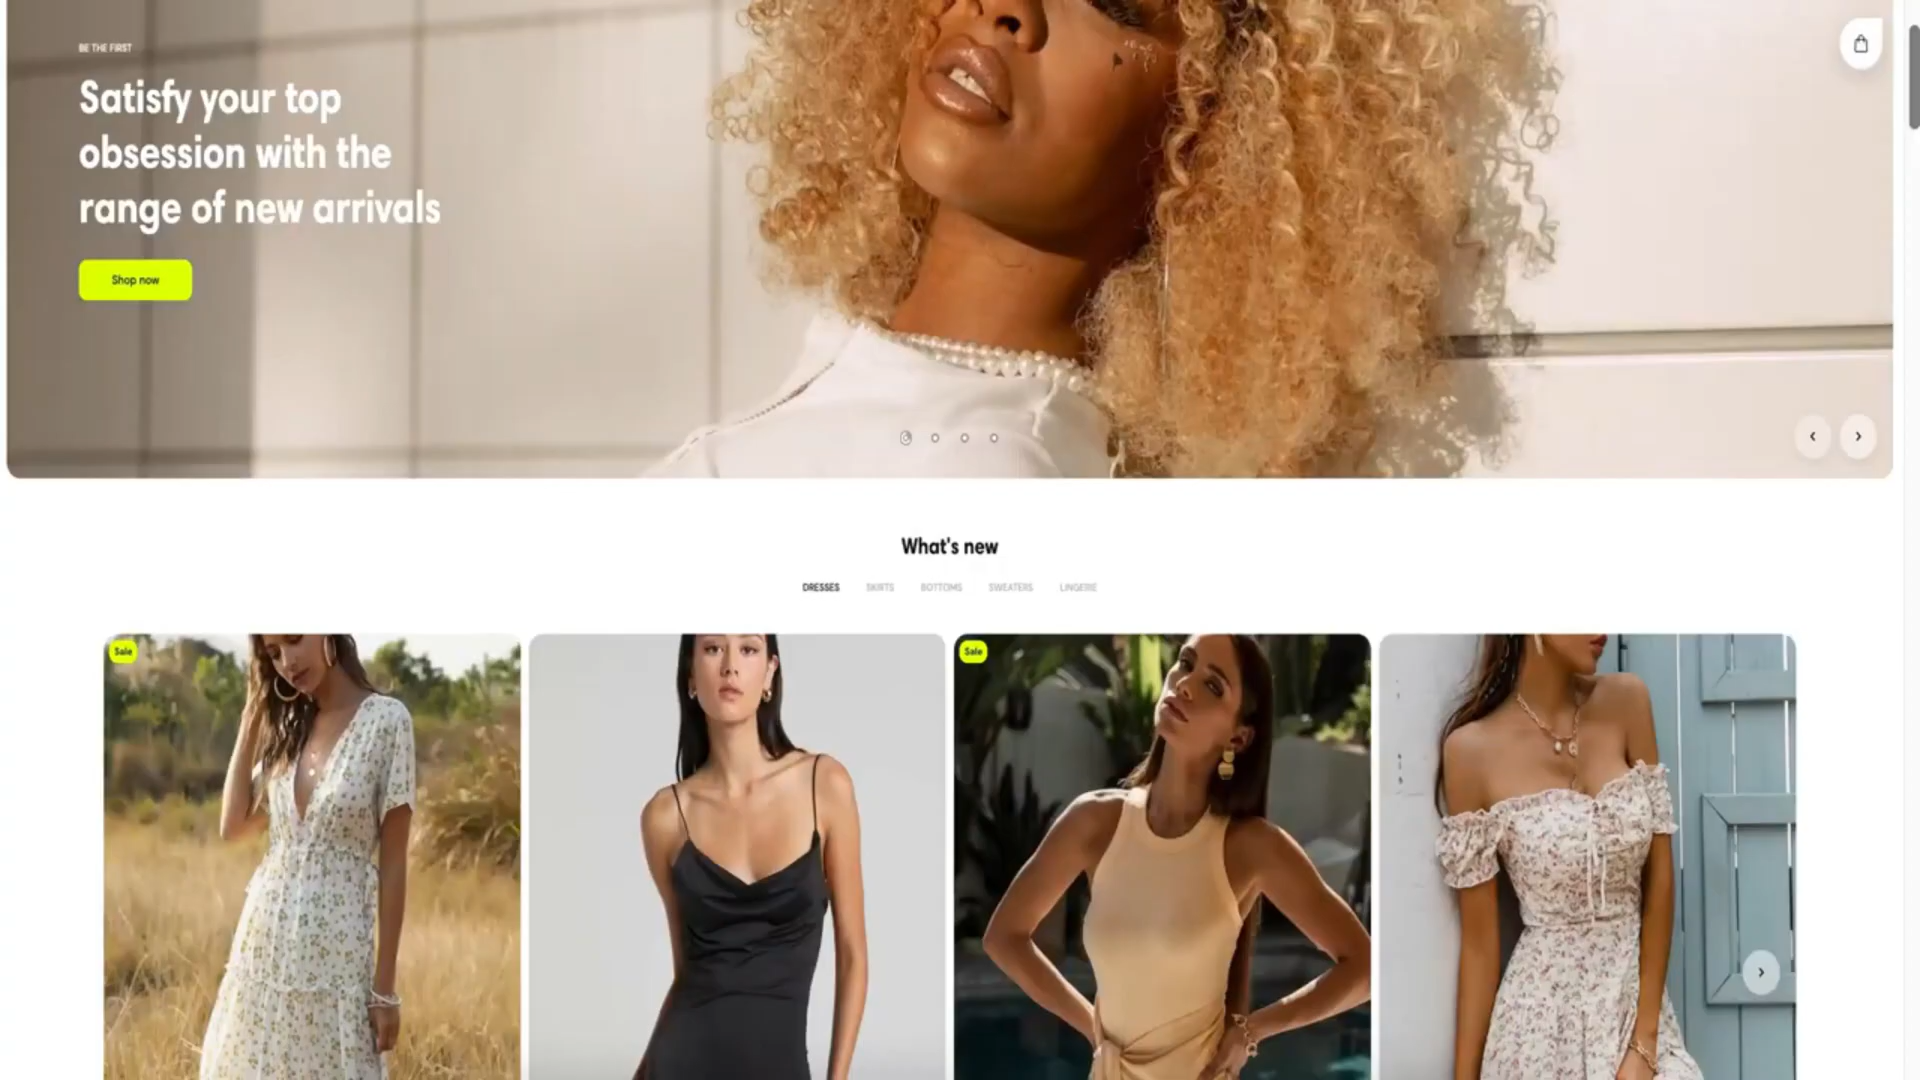 BE THE FIRST
Satisfy your top
obsession with the
range of new arrivals
Shop now
What's new
DRESSES SKIRTS BOTTOMS SWEATERS LINGERIE
Sale
Sale